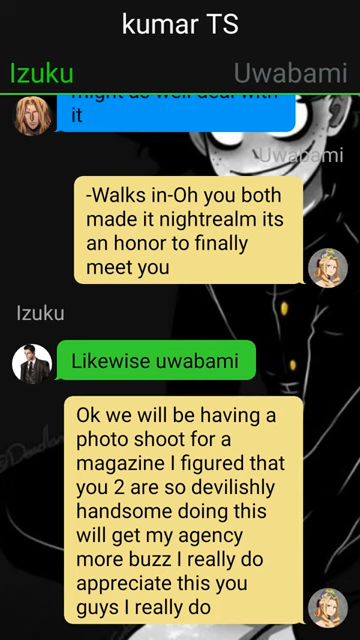 kumar TS
Izuku
Uwabami
might as well deal with
it
Uwabami
-Walks in-Oh you both
made it nightrealm its
an honor to finally
meet you
Izuku
Likewise uwabami
Ok we will be having a
photo shoot for a
magazine I figured that
you 2 are so devilishly
handsome doing this
will get my agency
more buzz I really do
appreciate this you
guys I really do